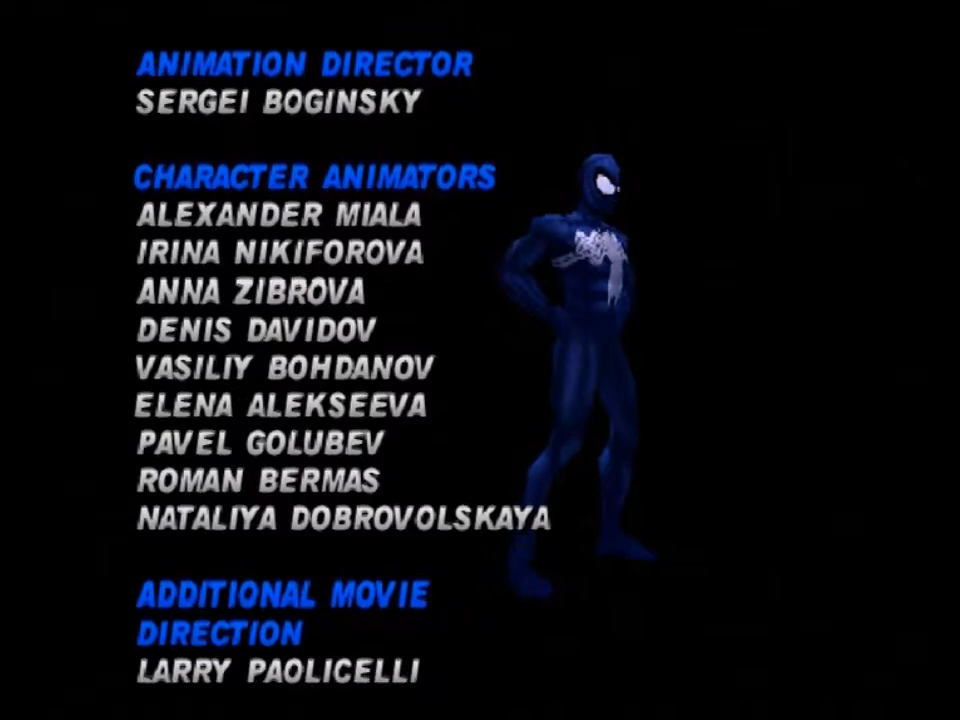 ANIMATION DIRECTOR
SERGEI BOGINSKY
CHARACTER ANIMATORS
ALEXANDER MIALA
IRINA NIKIFOROVA
ANNA ZIBROVA
DENIS DAVIDOV
VASILIY BOHDANOV
ELENA ALEKSEEVA
PAVEL GOLUBEV
ROMAN BERMAS
NATALIYA DOBROVOLSKAYA
ADDITIONAL MOVIE
DIRECTION
LARRY PAOLICELLI